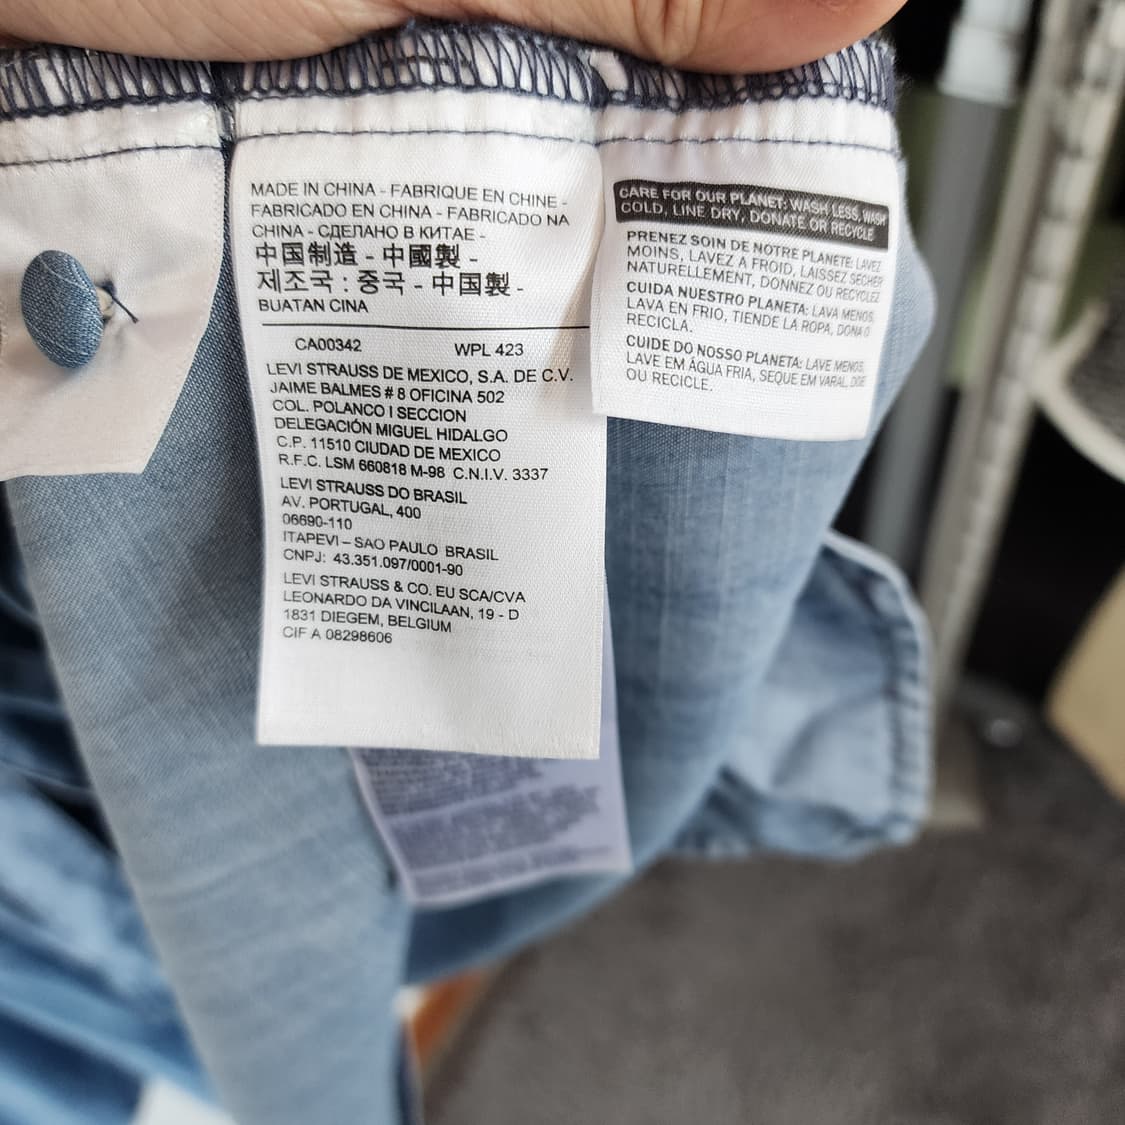 MADE IN CHINA - FABRIQUE EN CHINE -
FABRICADO EN CHINA - FABRICADO NA
CHINA - СДЕЛАНО В КИТАЕ -
中国制造 - 中國製 -
제조국 : 중국 - 中国製 -
BUATAN CINA
CA00342 WPL 423
LEVI STRAUSS DE MEXICO, S.A. DE C.V.
JAIME BALMES # 8 OFICINA 502
COL. POLANCO I SECCION
DELEGACIÓN MIGUEL HIDALGO
C.P. 11510 CIUDAD DE MEXICO
R.F.C. LSM 660818 M-98 C.N.I.V. 3337
LEVI STRAUSS DO BRASIL
AV. PORTUGAL, 400
06690-110
ITAPEVI – SAO PAULO BRASIL
CNPJ: 43.351.097/0001-90
LEVI STRAUSS & CO. EU SCA/CVA
LEONARDO DA VINCILAAN, 19 - D
1831 DIEGEM, BELGIUM
CIF A 08298606
CARE FOR OUR PLANET: WASH LESS, WASH
COLD, LINE DRY, DONATE OR RECYCLE
PRENEZ SOIN DE NOTRE PLANETE: LAVEZ
MOINS, LAVEZ À FROID, LAISSEZ SÉCHER
NATURELLEMENT, DONNEZ OU RECYCLEZ
CUIDA NUESTRO PLANETA: LAVA MENOS,
LAVA EN FRIO, TIENDE LA ROPA, DONA O
RECICLA.
CUIDE DO NOSSO PLANETA: LAVE MENOS,
LAVE EM ÁGUA FRIA, SEQUE EM VARAL, DOE
OU RECICLE.